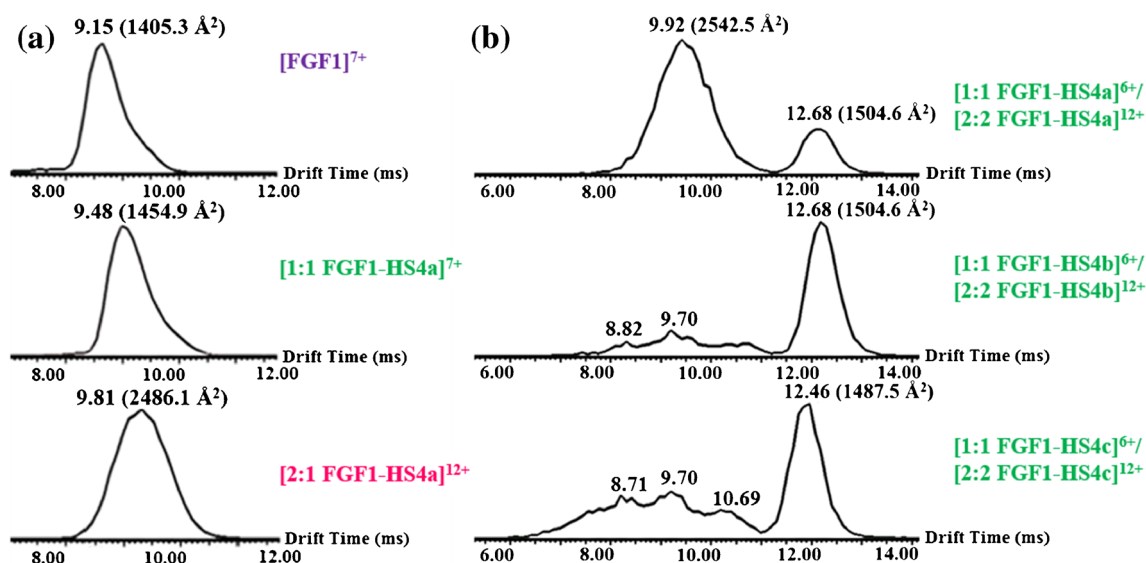 (a)
9.15 (1405.3 Å²)
[FGF1]⁷⁺
Drift Time (ms)
8.00 10.00 12.00
9.48 (1454.9 Å²)
[1:1 FGF1-HS4a]⁷⁺
Drift Time (ms)
8.00 10.00 12.00
9.81 (2486.1 Å²)
[2:1 FGF1-HS4a]¹²⁺
Drift Time (ms)
8.00 10.00 12.00
(b)
9.92 (2542.5 Å²)
12.68 (1504.6 Å²)
[1:1 FGF1-HS4a]⁶⁺/
[2:2 FGF1-HS4a]¹²⁺
Drift Time (ms)
6.00 8.00 10.00 12.00 14.00
12.68 (1504.6 Å²)
8.82 9.70
[1:1 FGF1-HS4b]⁶⁺/
[2:2 FGF1-HS4b]¹²⁺
Drift Time (ms)
6.00 8.00 10.00 12.00 14.00
12.46 (1487.5 Å²)
8.71 9.70 10.69
[1:1 FGF1-HS4c]⁶⁺/
[2:2 FGF1-HS4c]¹²⁺
Drift Time (ms)
6.00 8.00 10.00 12.00 14.00